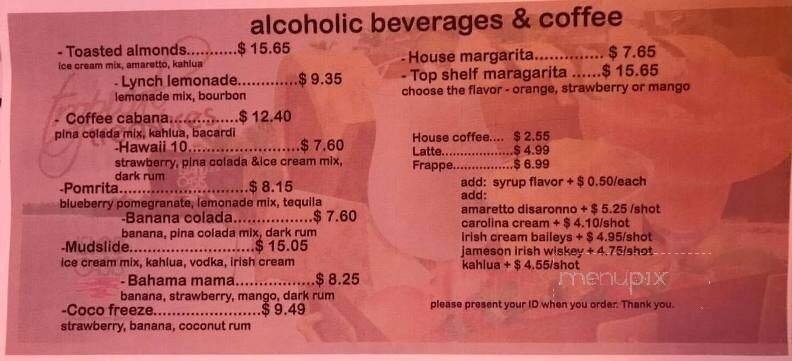 alcoholic beverages & coffee
- Toasted almonds...........$ 15.65
ice cream mix, amaretto, kahlua
- Lynch lemonade.............$ 9.35
lemonade mix, bourbon
- Coffee cabana.............$ 12.40
pina colada mix, kahlua, bacardi
-Hawaii 10.....................$ 7.60
strawberry, pina colada &ice cream mix,
dark rum
-Pomrita........................$ 8.15
blueberry pomegranate, lemonade mix, tequila
-Banana colada................$ 7.60
banana, pina colada mix, dark rum
-Mudslide.......................$ 15.05
ice cream mix, kahlua, vodka, irish cream
- Bahama mama.................$ 8.25
banana, strawberry, mango, dark rum
-Coco freeze....................$ 9.49
strawberry, banana, coconut rum
- House margarita.............. $ 7.65
- Top shelf maragarita ......$ 15.65
choose the flavor - orange, strawberry or mango
House coffee.... $ 2.55
Latte..................$ 4.99
Frappe................$ 6.99
add: syrup flavor + $ 0.50/each
add:
amaretto disaronno + $ 5.25 /shot
carolina cream + $ 4.10/shot
irish cream baileys + $ 4.95/shot
jameson irish wiskey + 4.75/shot
kahlua + $ 4.55/shot
menupix
please present your ID when you order. Thank you.